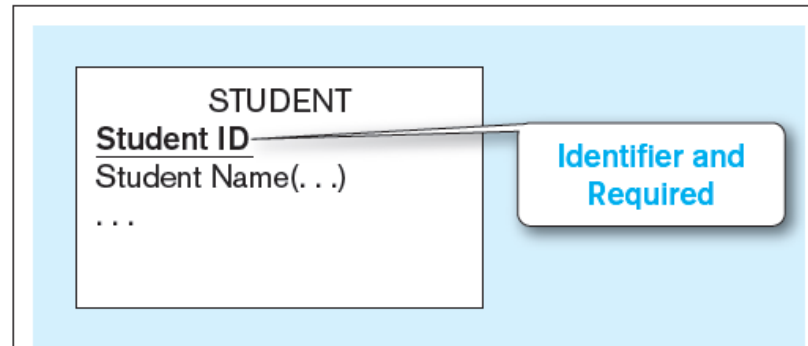 STUDENT
Student ID
Student Name(. . .)
. . .
Identifier and
Required